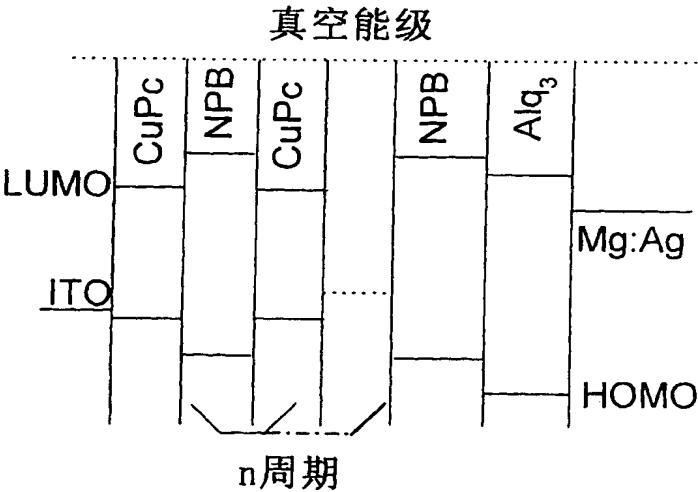 真空能级
CuPc
NPB
CuPc
NPB
Alq3
LUMO
Mg:Ag
ITO
HOMO
n周期